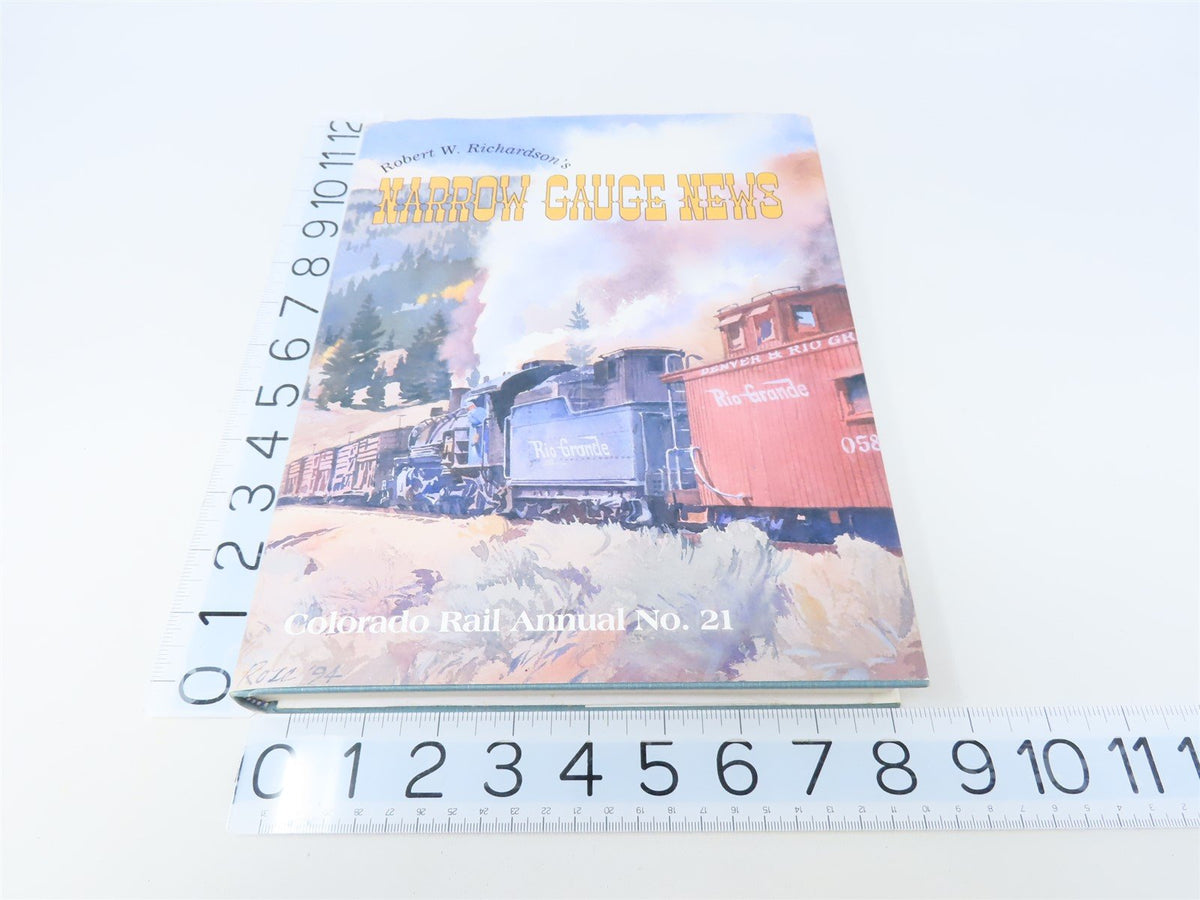 Robert W. Richardson's
NARROW GAUGE NEWS
DENVER & RIO GR
Rio Grande
058
Rio Grande
Colorado Rail Annual No. 21
'94
0 1 2 3 4 5 6 7 8 9 10 11 12
0 1 2 3 4 5 6 7 8 9 10 11 1